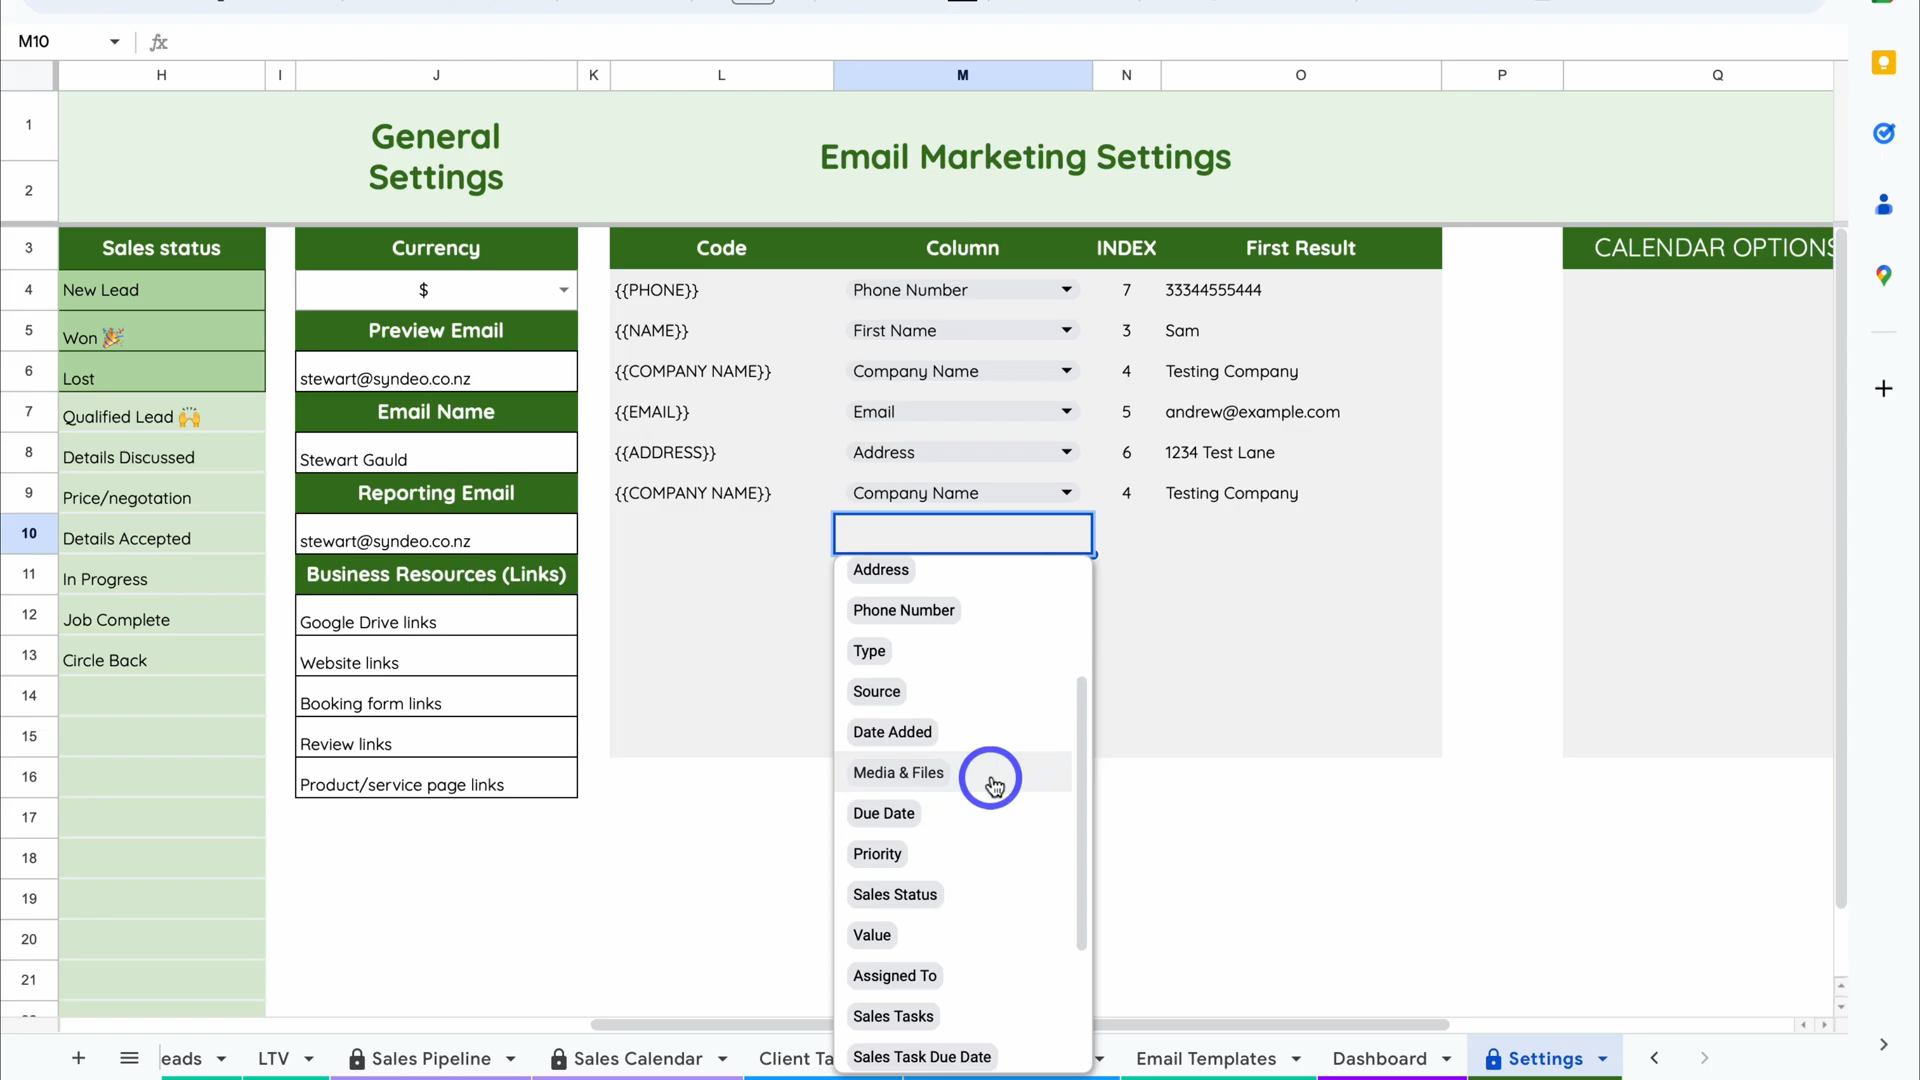 M10
fx
H I J K L M N O P Q
1
General
Settings
Email Marketing Settings
2
3 Sales status Currency Code Column INDEX First Result CALENDAR OPTIONS
4 New Lead $ {{PHONE}} Phone Number 7 33344555444
5 Won 🎉 Preview Email {{NAME}} First Name 3 Sam
6 Lost stewart@syndeo.co.nz {{COMPANY NAME}} Company Name 4 Testing Company
7 Qualified Lead 🙌 Email Name {{EMAIL}} Email 5 andrew@example.com
8 Details Discussed Stewart Gauld {{ADDRESS}} Address 6 1234 Test Lane
9 Price/negotation Reporting Email {{COMPANY NAME}} Company Name 4 Testing Company
10 Details Accepted stewart@syndeo.co.nz
11 In Progress Business Resources (Links) Address
12 Job Complete Google Drive links Phone Number
13 Circle Back Website links Type
14 Booking form links Source
15 Review links Date Added
16 Product/service page links Media & Files
17 Due Date
18 Priority
19 Sales Status
20 Value
21 Assigned To
Sales Tasks
Sales Task Due Date
eads LTV Sales Pipeline Sales Calendar Client Ta Email Templates Dashboard Settings